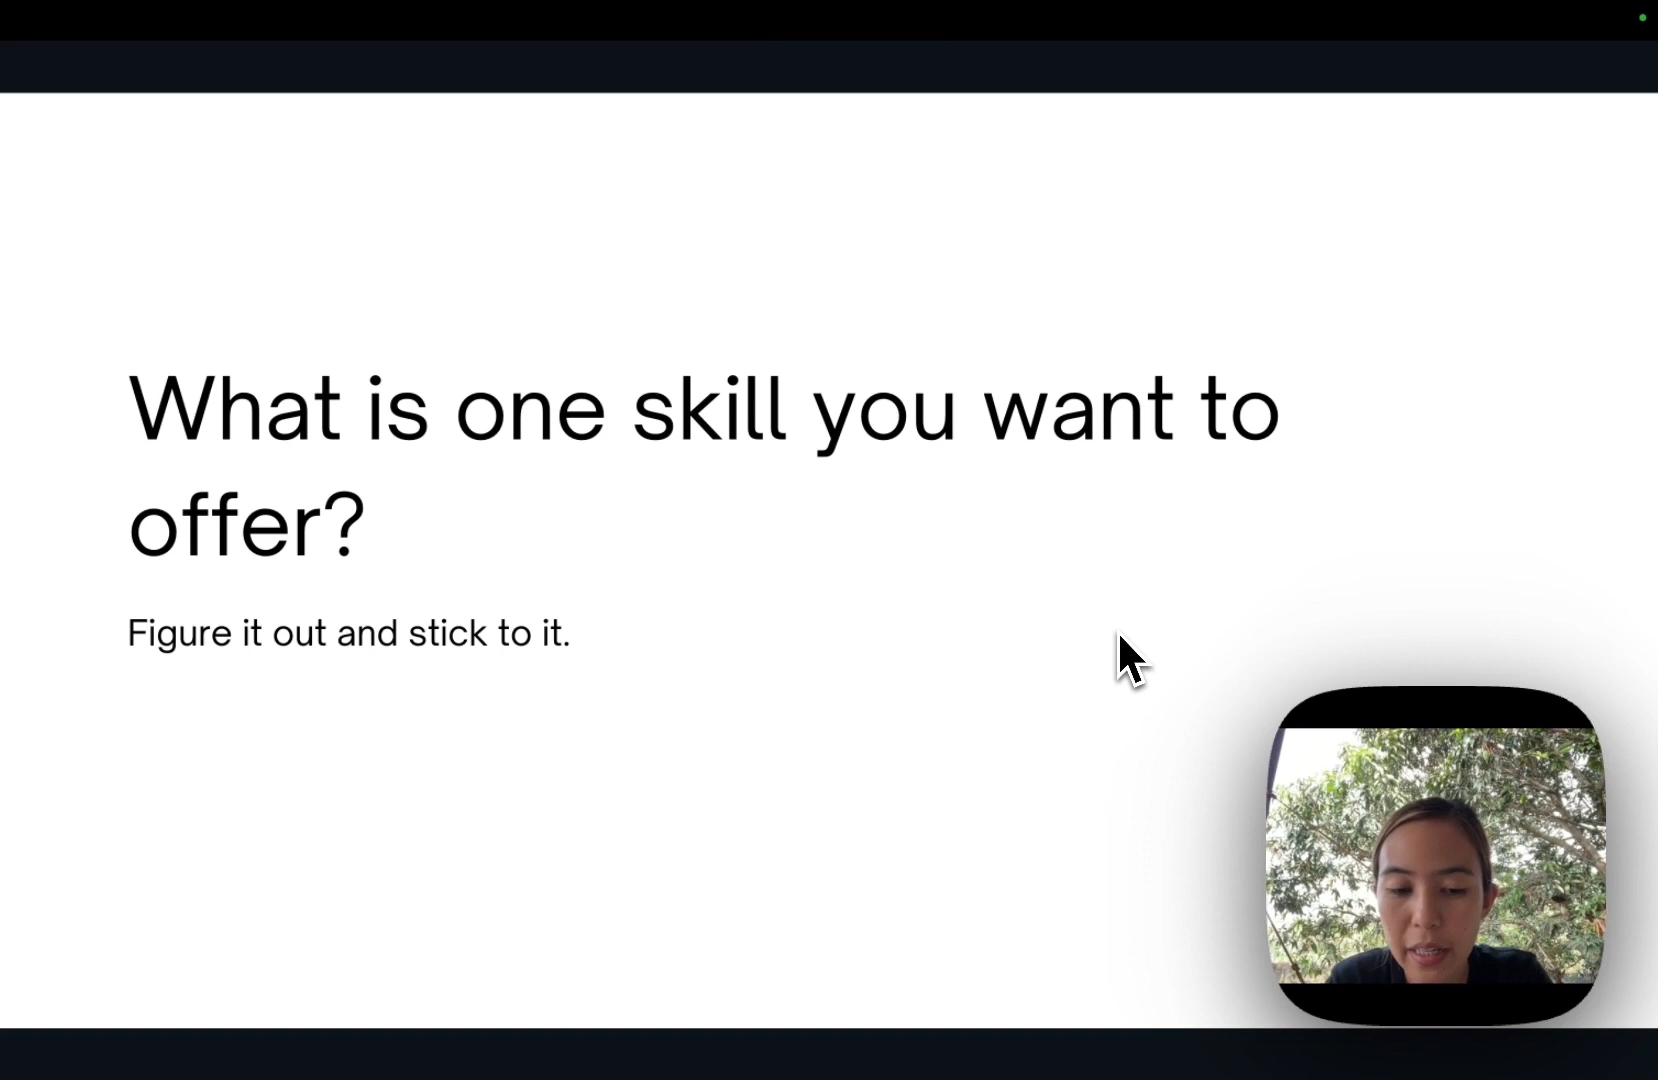 What is one skill you want to
offer?
Figure it out and stick to it.